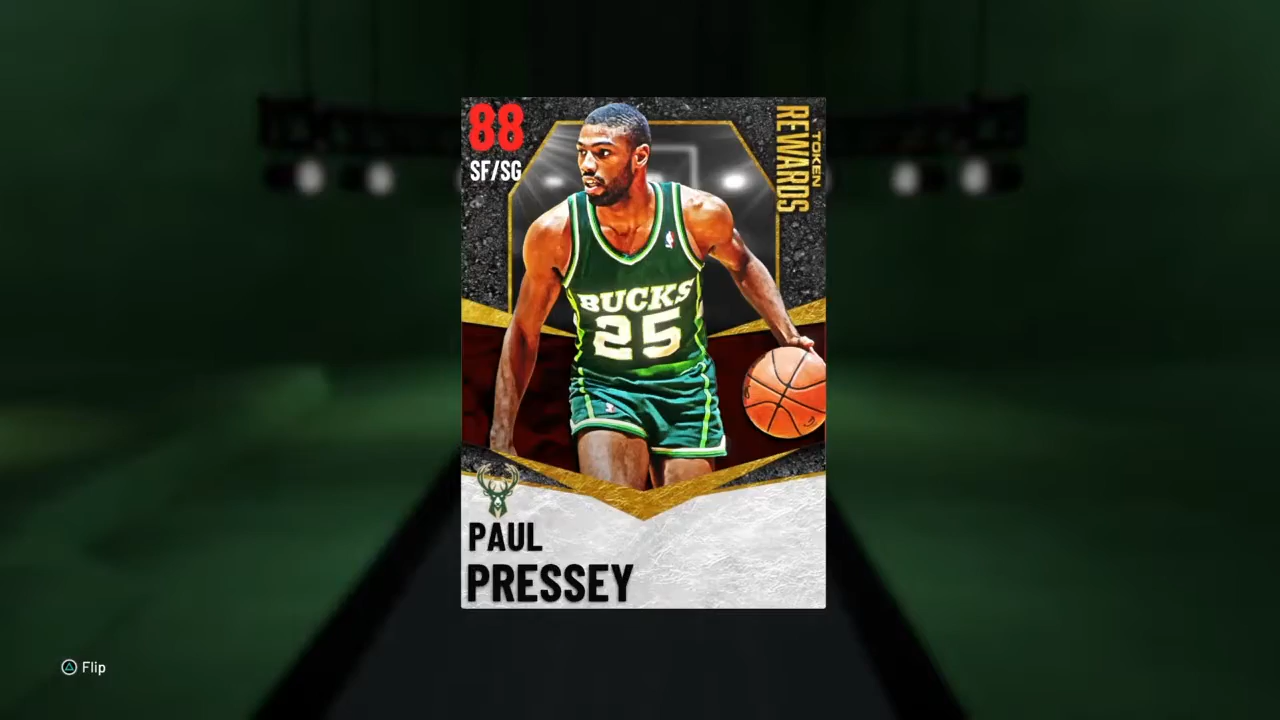 88
SF/SG
TOKEN
REWARDS
BUCKS
25
PAUL
PRESSEY
Flip